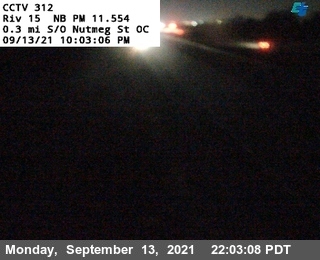 CCTV 312
Riv 15 NB PM 11.554
0.3 mi S/O Nutmeg St OC
09/13/21 10:03:06 PM
Monday, September 13, 2021 22:03:08 PDT